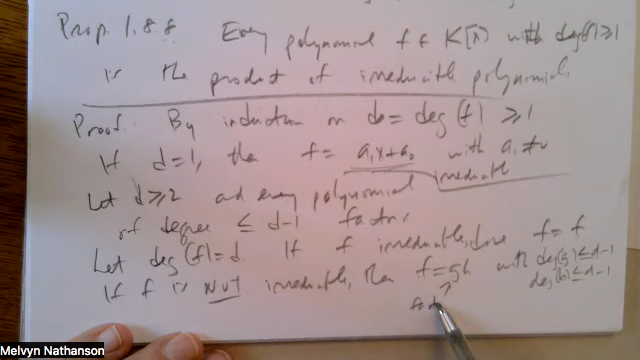 Prop. 1.8.8 Every polynomial f ∈ K[x] with deg(f) ≥ 1
is the product of irreducible polynomials
Proof. By induction on d = deg(f) ≥ 1
If d=1, then f = a₁x+a₀ with a₁≠0
irreducible
Let d≥2 and every polynomial
of degree ≤ d-1 factors
Let deg(f)=d. If f irreducible, done f = f
If f is NOT irreducible, then f=gh with deg(g)≤d-1
deg(h)≤d-1
Melvyn Nathanson